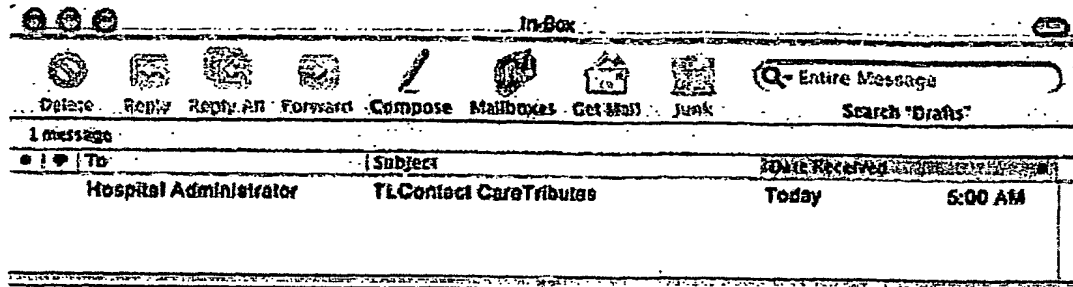 In-Box
Delete Reply Reply All Forward Compose Mailboxes Get Mail Junk
Entire Message
Search "Drafts"
1 message
To Subject Date Received
Hospital Administrator TLContact CareTributes Today 5:00 AM